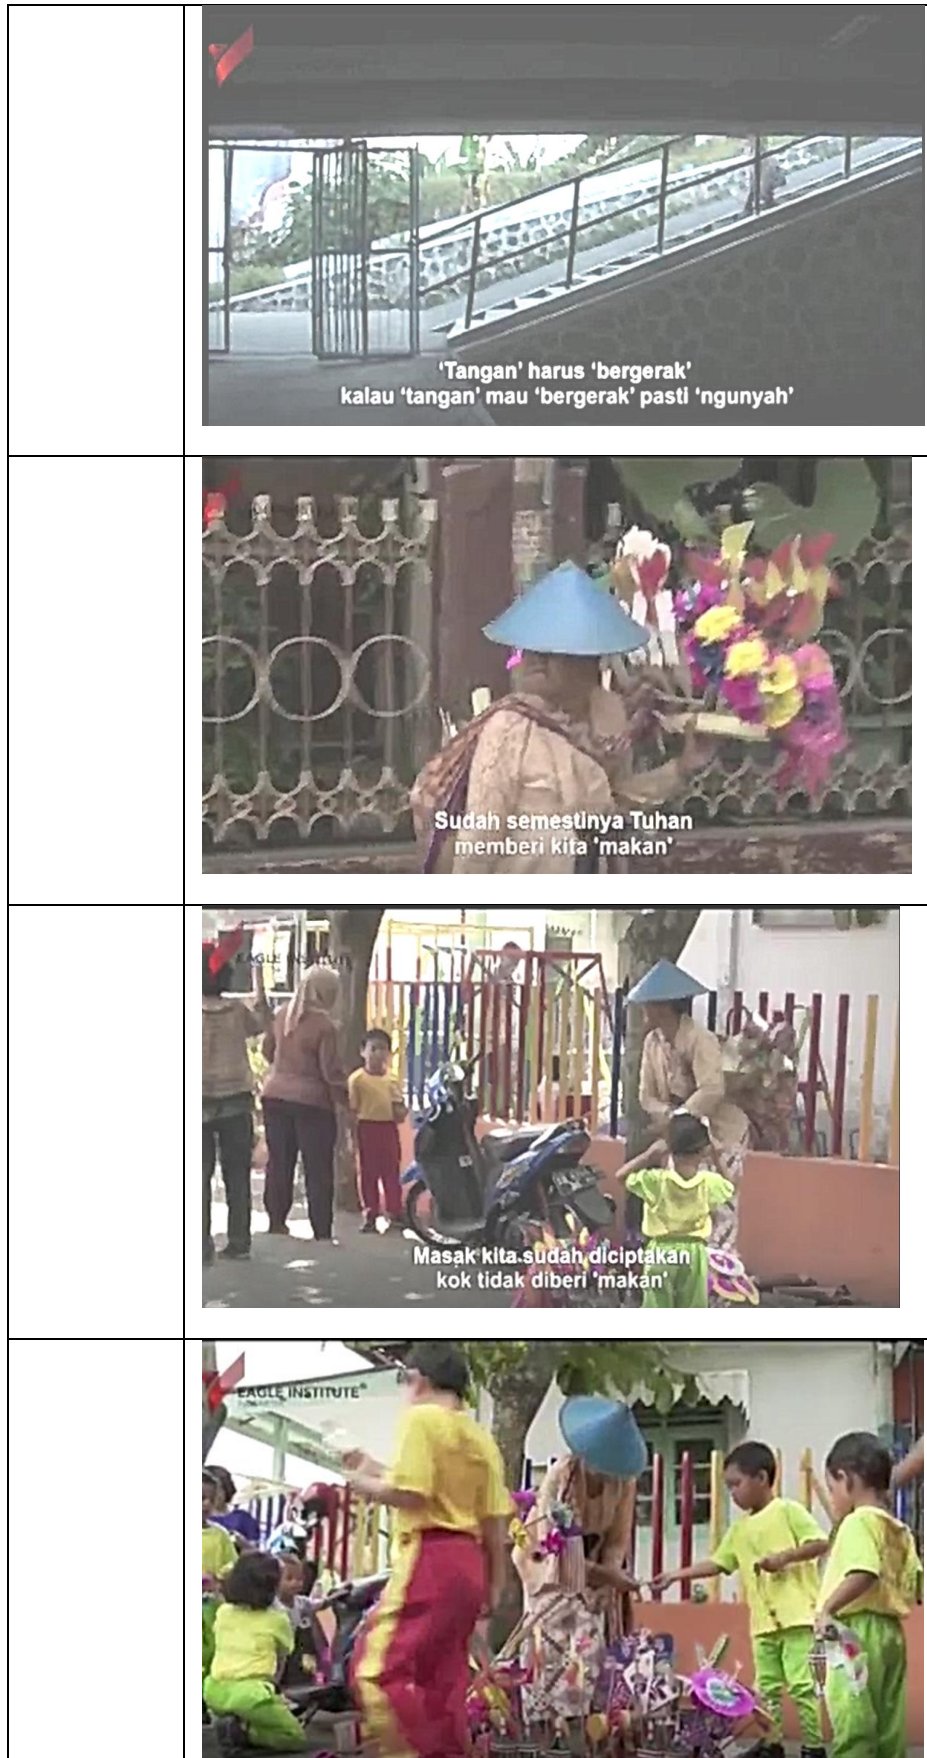 'Tangan' harus 'bergerak'
kalau 'tangan' mau 'bergerak' pasti 'ngunyah'
Sudah semestinya Tuhan
memberi kita 'makan'
EAGLE INSTITUTE
Masak kita sudah diciptakan
kok tidak diberi 'makan'
EAGLE INSTITUTE®